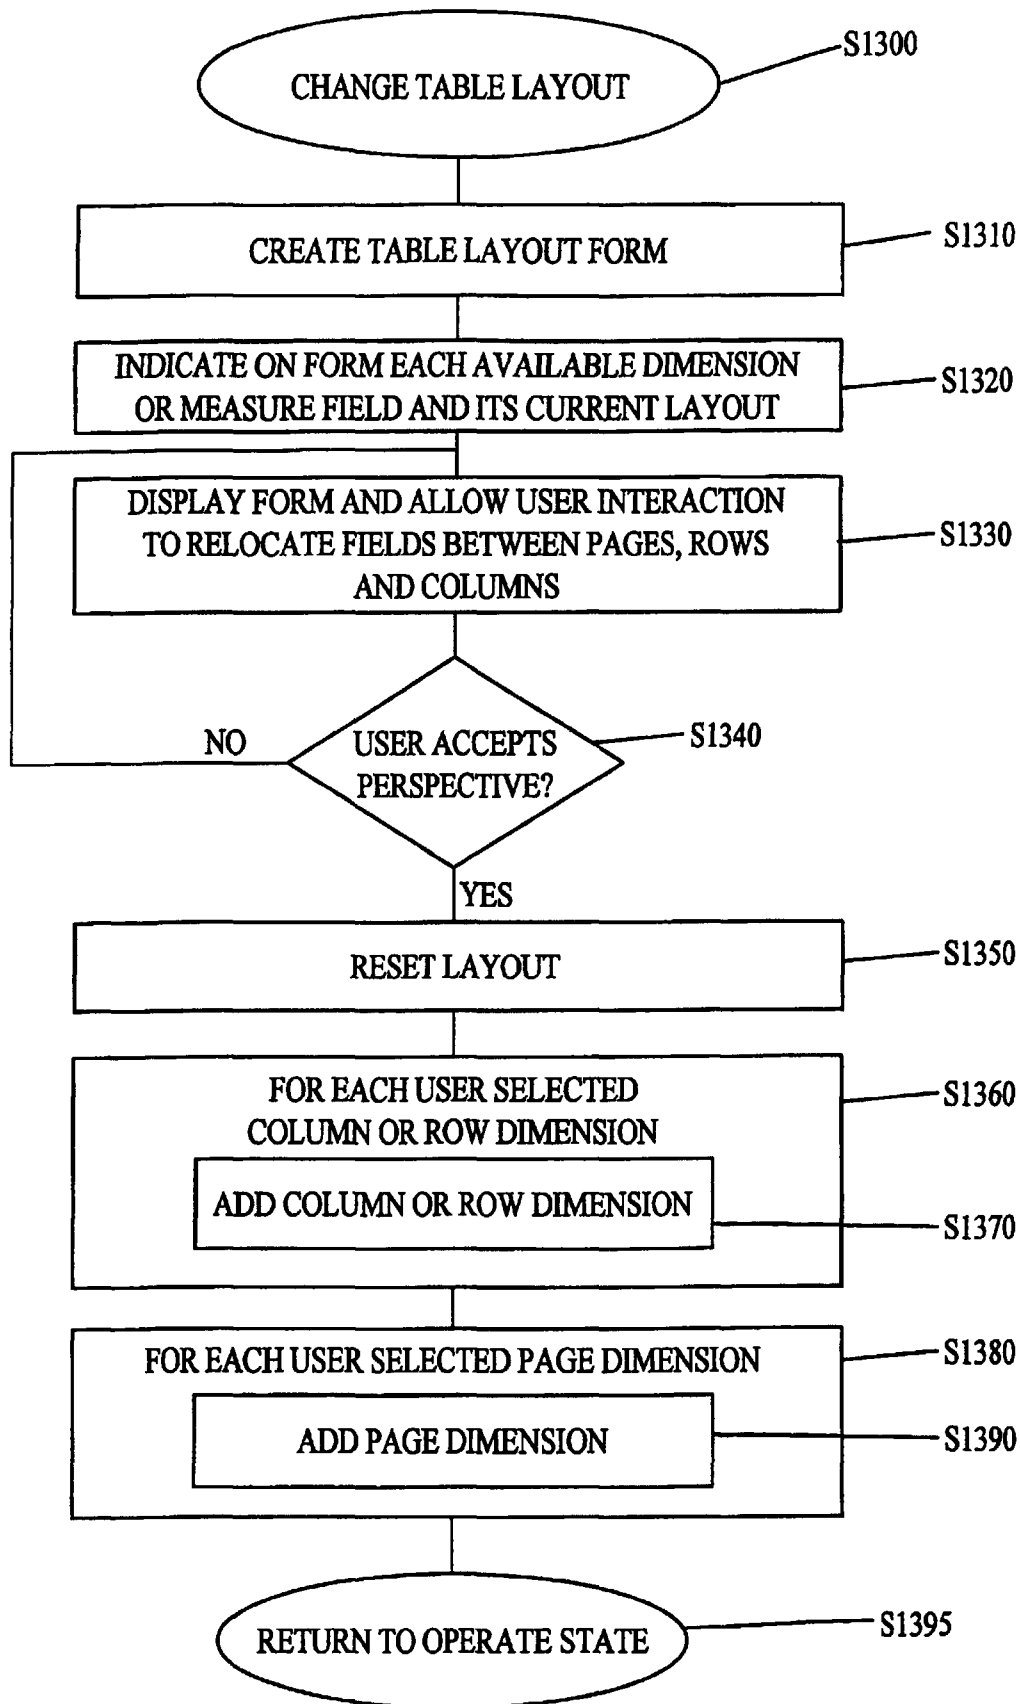 CHANGE TABLE LAYOUT
S1300
CREATE TABLE LAYOUT FORM
S1310
INDICATE ON FORM EACH AVAILABLE DIMENSION
OR MEASURE FIELD AND ITS CURRENT LAYOUT
S1320
DISPLAY FORM AND ALLOW USER INTERACTION
TO RELOCATE FIELDS BETWEEN PAGES, ROWS
AND COLUMNS
S1330
NO
USER ACCEPTS
PERSPECTIVE?
S1340
YES
RESET LAYOUT
S1350
FOR EACH USER SELECTED
COLUMN OR ROW DIMENSION
S1360
ADD COLUMN OR ROW DIMENSION
S1370
FOR EACH USER SELECTED PAGE DIMENSION
S1380
ADD PAGE DIMENSION
S1390
RETURN TO OPERATE STATE
S1395